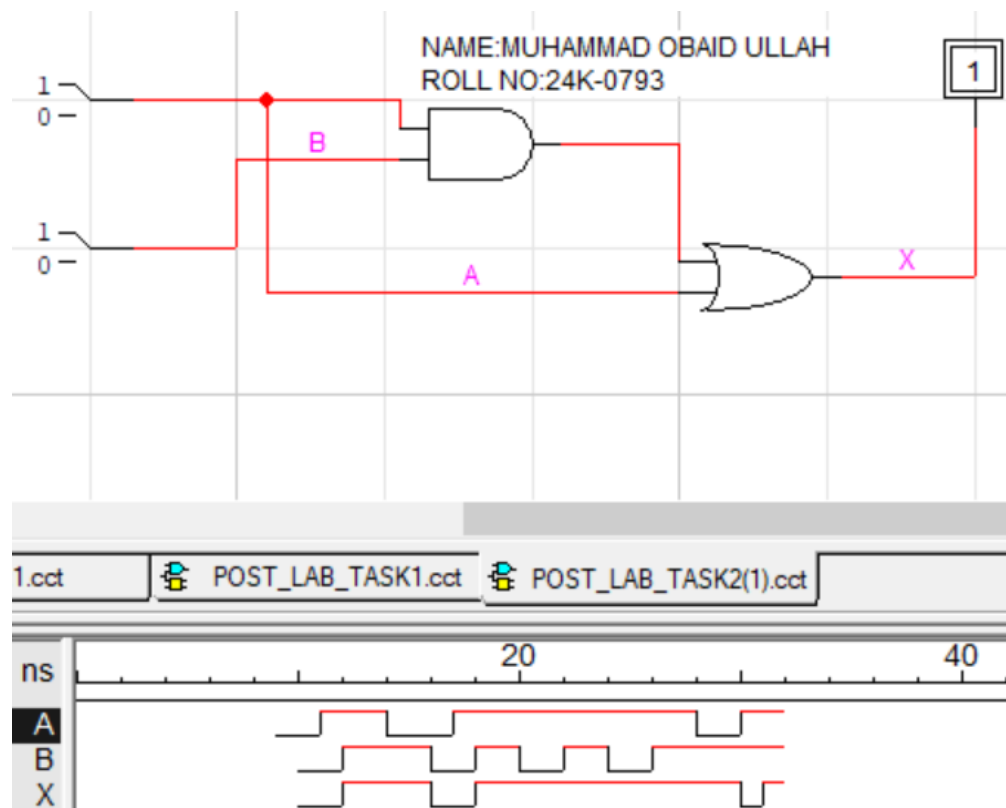 NAME:MUHAMMAD OBAID ULLAH
ROLL NO:24K-0793
1
1
0
B
1
0
A
X
1.cct POST_LAB_TASK1.cct POST_LAB_TASK2(1).cct
ns 20 40
A
B
X